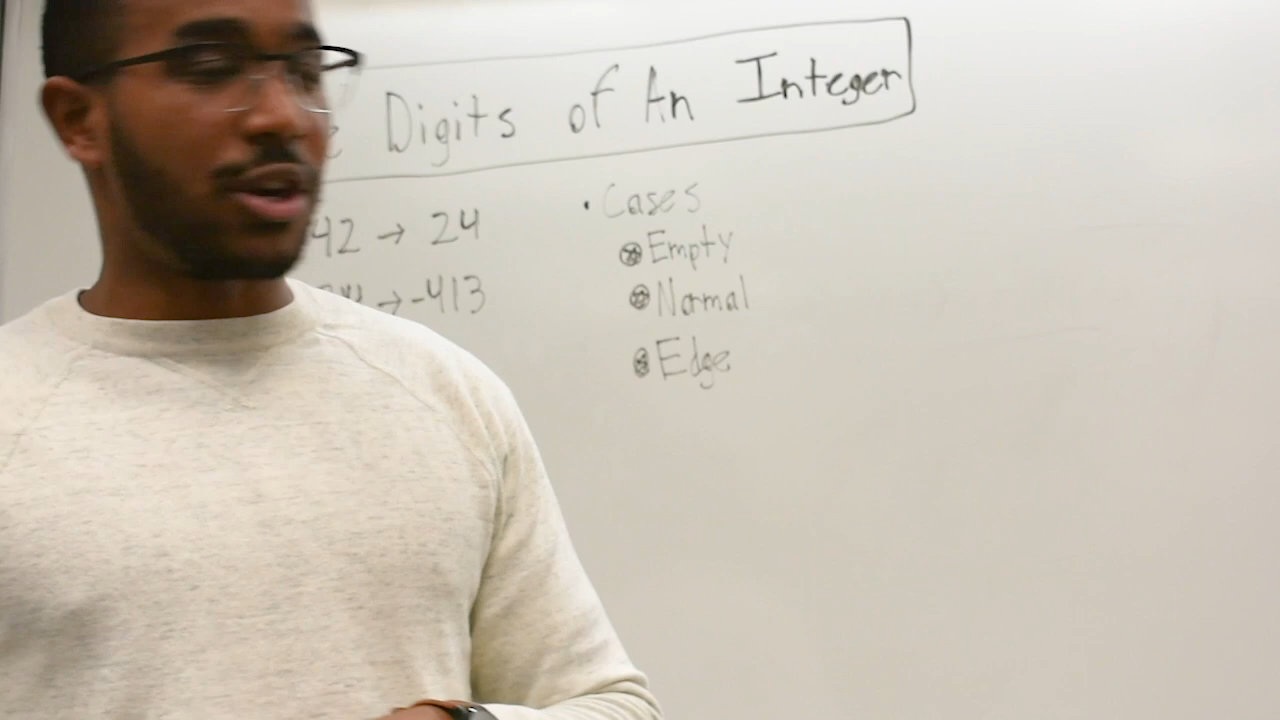 Digits of An Integer
42 → 24
→ -413
• Cases
Empty
Normal
Edge